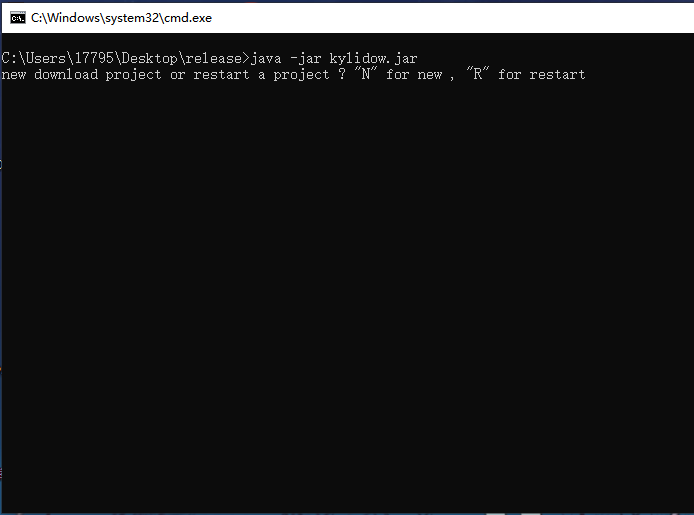 C:\Windows\system32\cmd.exe
C:\Users\17795\Desktop\release>java -jar kylidow.jar
new download project or restart a project ? "N" for new , "R" for restart